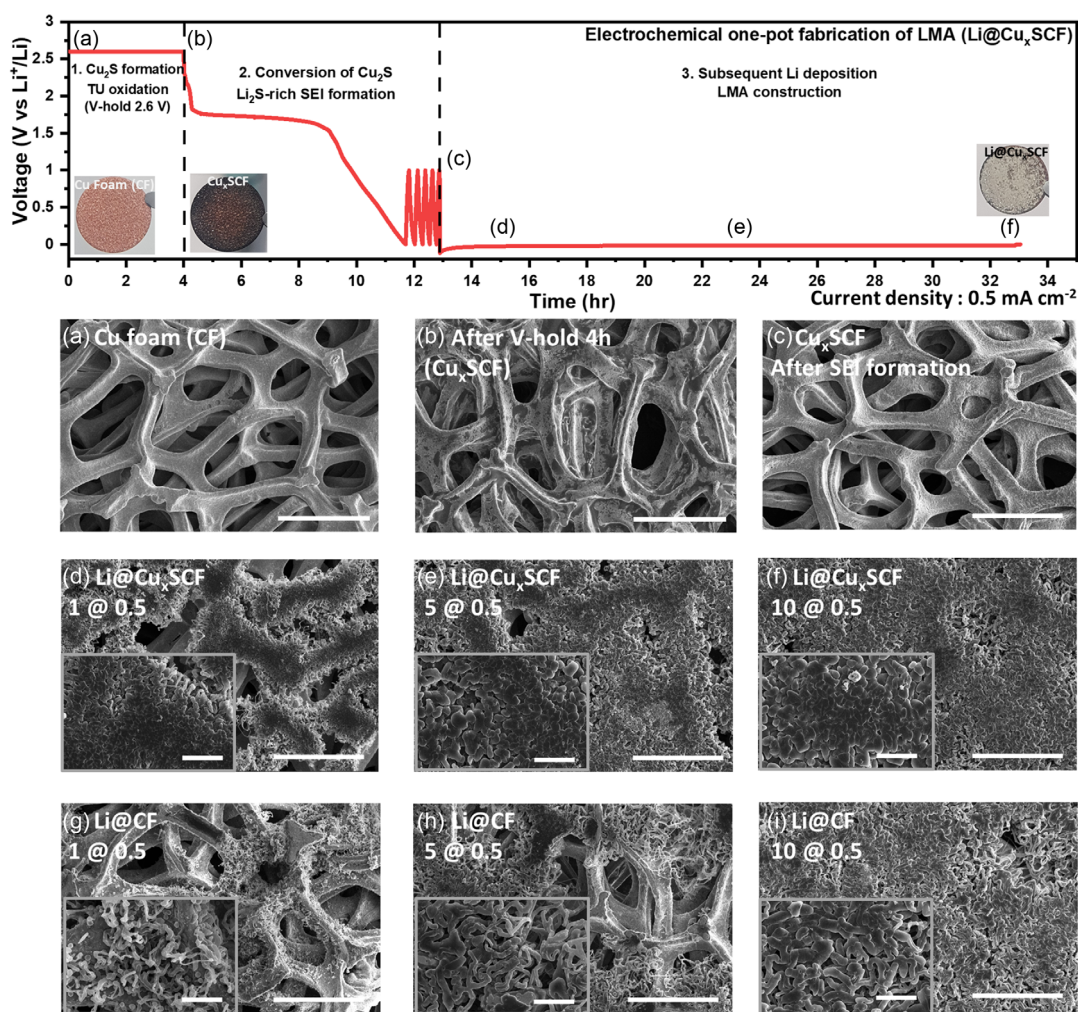 (a)
(b)
Electrochemical one-pot fabrication of LMA (Li@CuₓSCF)
1. Cu₂S formation
TU oxidation
(V-hold 2.6 V)
2. Conversion of Cu₂S
Li₂S-rich SEI formation
3. Subsequent Li deposition
LMA construction
Voltage (V vs Li⁺/Li)
3
2.5
2
1.5
1
0.5
0
Cu Foam (CF)
CuₓSCF
(c)
Li@CuₓSCF
(d)
(e)
(f)
0 2 4 6 8 10 12 14 16 18 20 22 24 26 28 30 32 34
Time (hr)
Current density : 0.5 mA cm⁻²
(a) Cu foam (CF)
(b) After V-hold 4h
(CuₓSCF)
(c) CuₓSCF
After SEI formation
(d) Li@CuₓSCF
1 @ 0.5
(e) Li@CuₓSCF
5 @ 0.5
(f) Li@CuₓSCF
10 @ 0.5
(g) Li@CF
1 @ 0.5
(h) Li@CF
5 @ 0.5
(i) Li@CF
10 @ 0.5